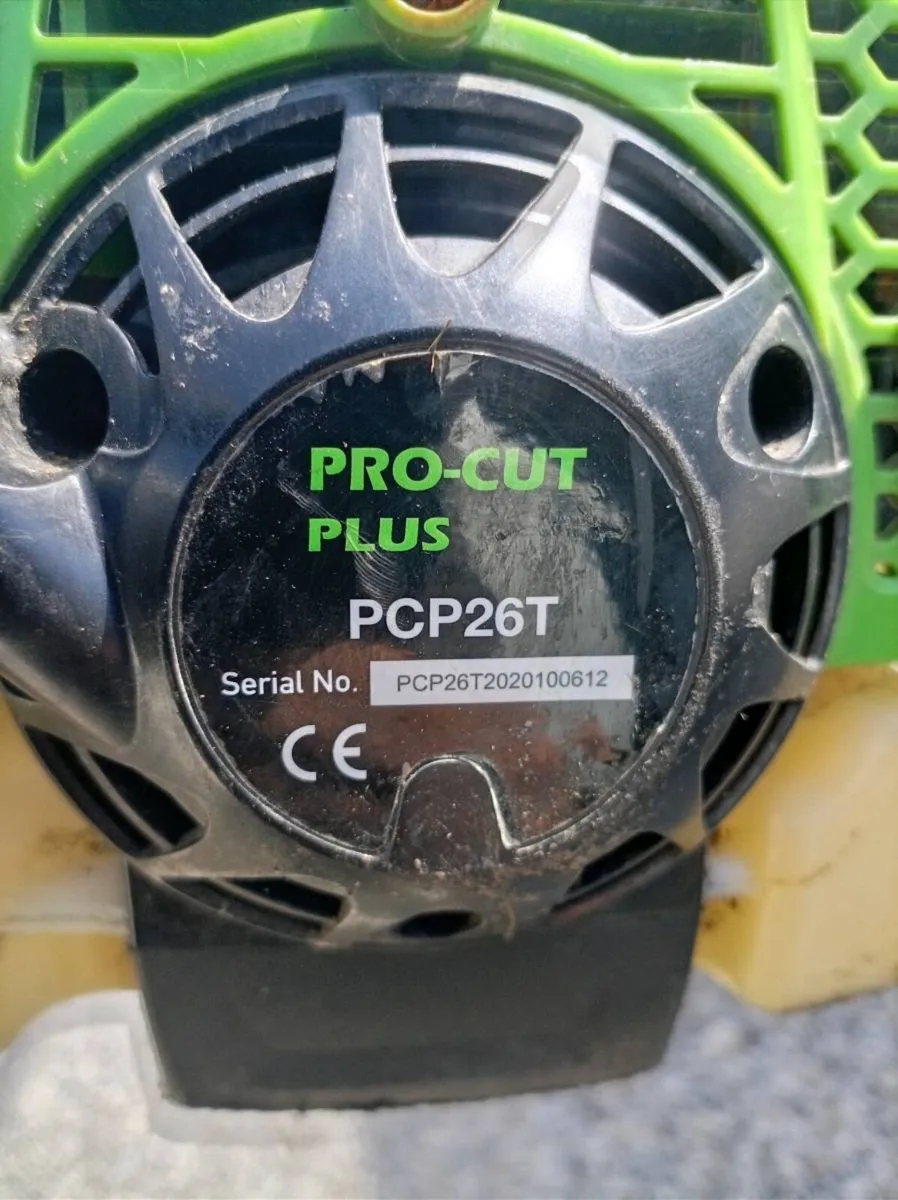 PRO-CUT
PLUS
PCP26T
Serial No. PCP26T2020100612
CE